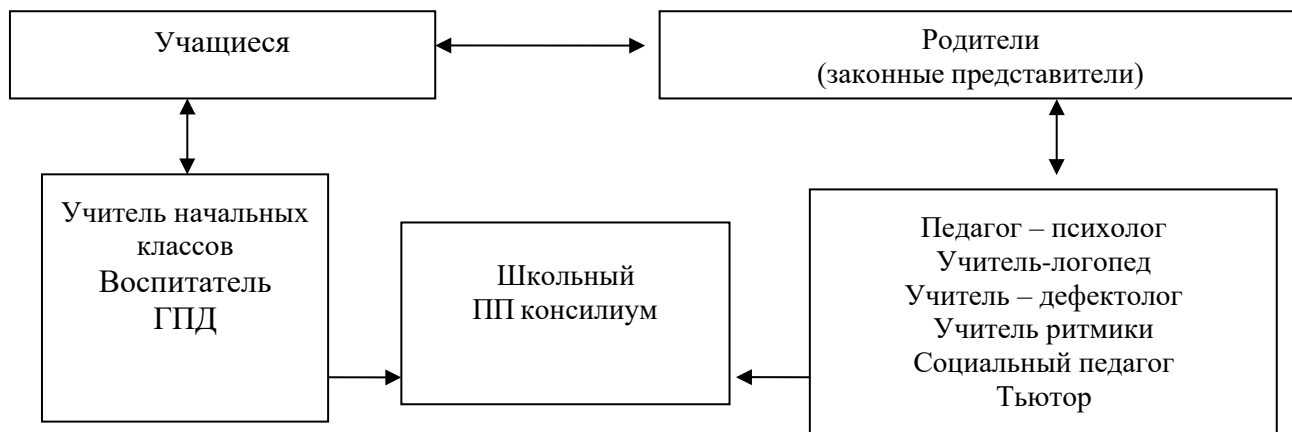 Учащиеся
Родители
(законные представители)
Учитель начальных
классов
Воспитатель
ГПД
Школьный
ПП консилиум
Педагог – психолог
Учитель-логопед
Учитель – дефектолог
Учитель ритмики
Социальный педагог
Тьютор